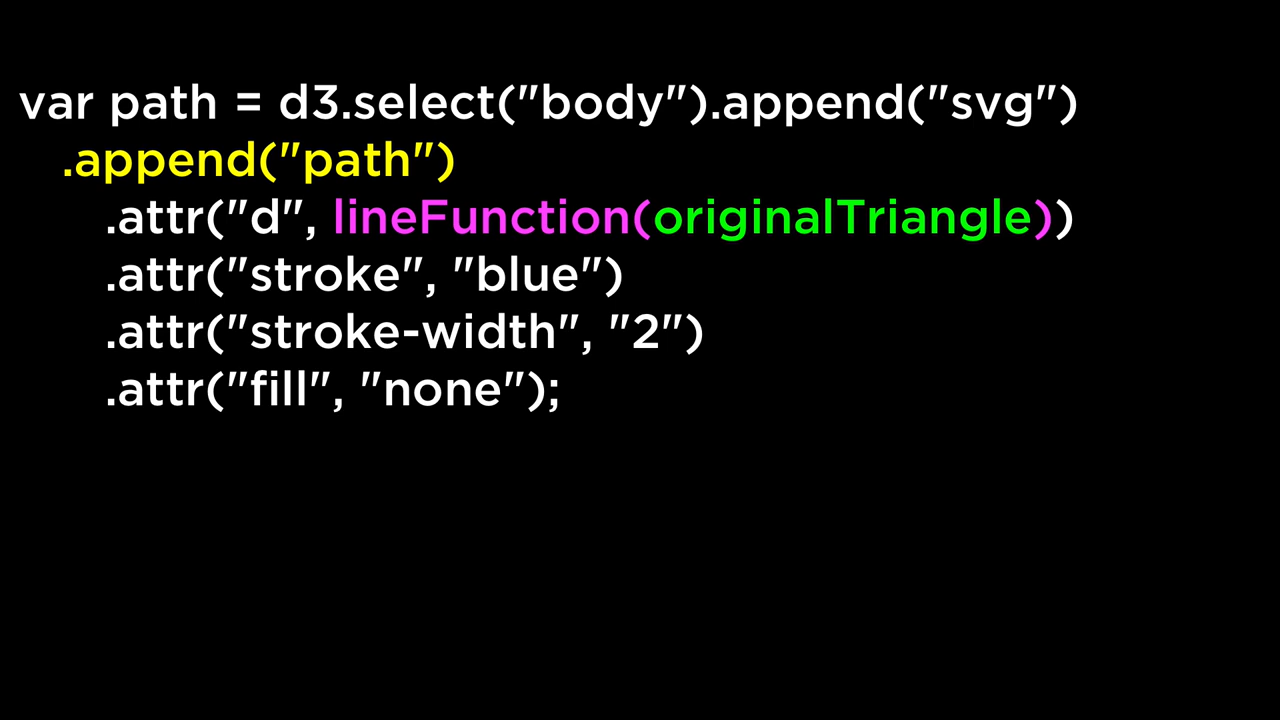 var path = d3.select("body").append("svg")
.append("path")
.attr("d", lineFunction(originalTriangle))
.attr("stroke", "blue")
.attr("stroke-width", "2")
.attr("fill", "none");